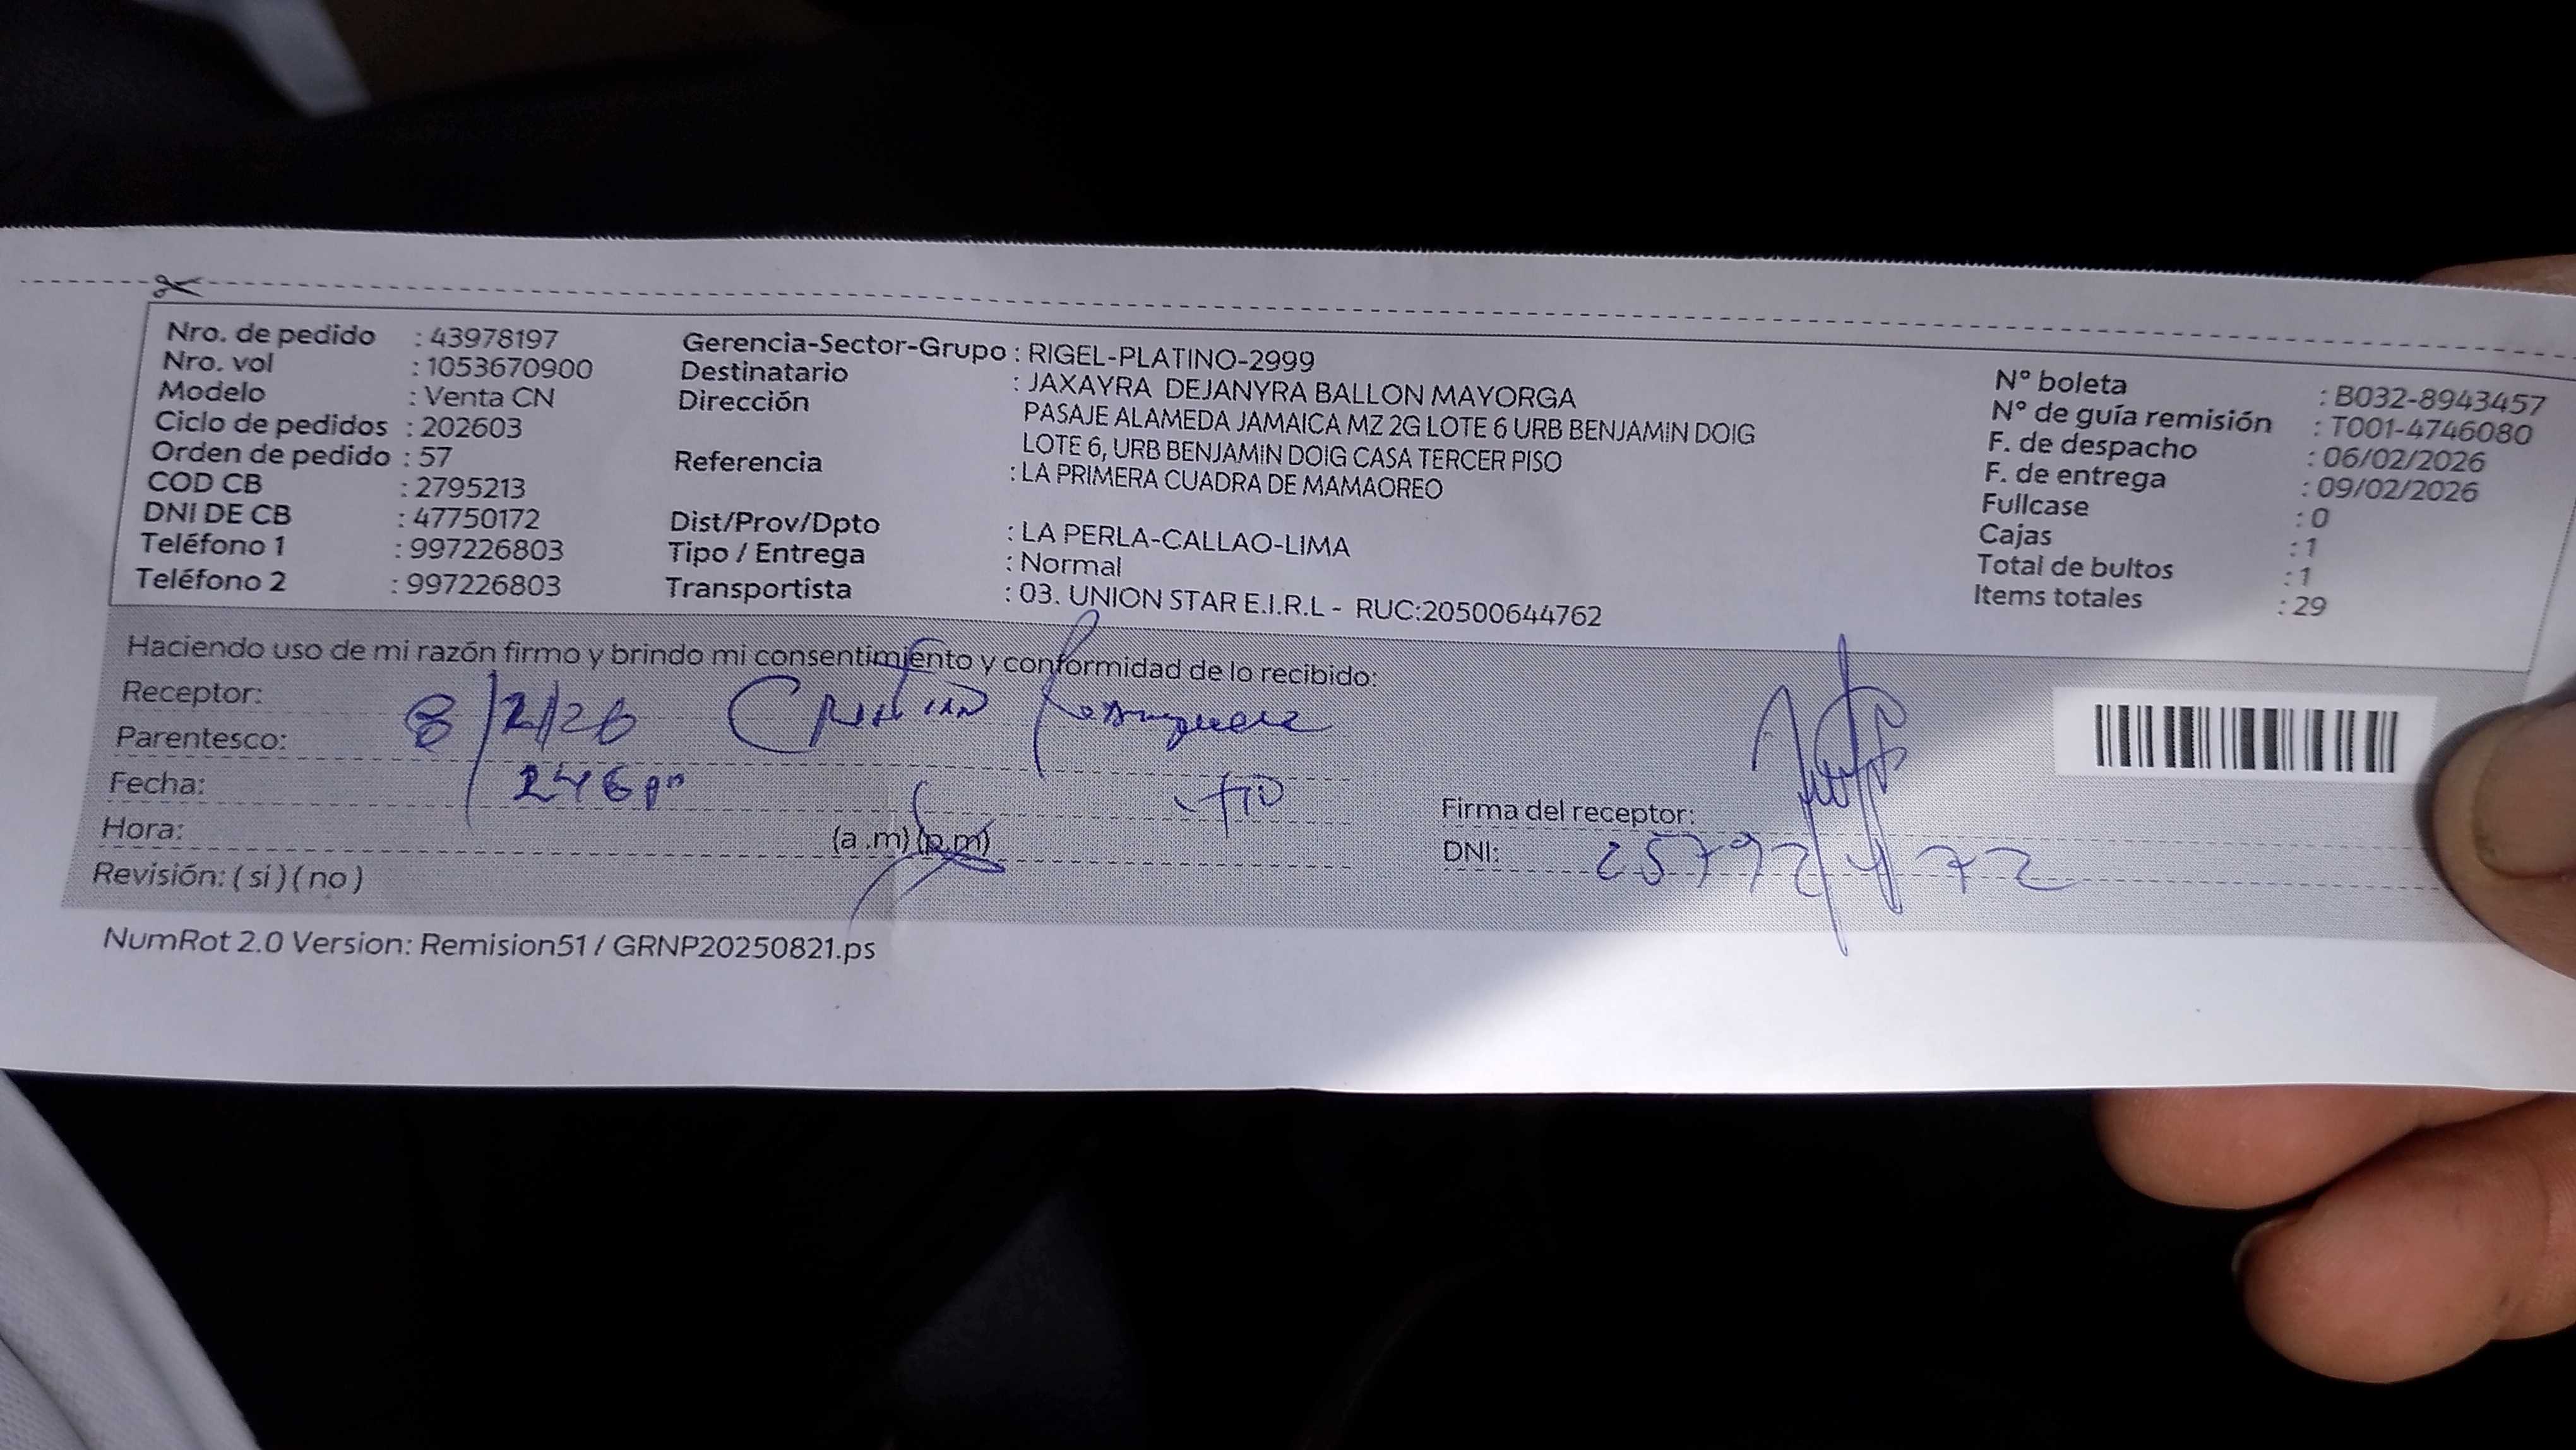 Nro. de pedido : 43978197
Nro. vol : 1053670900
Modelo : Venta CN
Ciclo de pedidos : 202603
Orden de pedido : 57
COD CB : 2795213
DNI DE CB : 47750172
Teléfono 1 : 997226803
Teléfono 2 : 997226803
Gerencia-Sector-Grupo : RIGEL-PLATINO-2999
Destinatario : JAXAYRA DEJANYRA BALLON MAYORGA
Dirección PASAJE ALAMEDA JAMAICA MZ 2G LOTE 6 URB BENJAMIN DOIG
LOTE 6, URB BENJAMIN DOIG CASA TERCER PISO
Referencia : LA PRIMERA CUADRA DE MAMAOREO
Dist/Prov/Dpto : LA PERLA-CALLAO-LIMA
Tipo / Entrega : Normal
Transportista : 03. UNION STAR E.I.R.L - RUC:20500644762
N° boleta : B032-8943457
N° de guía remisión : T001-4746080
F. de despacho : 06/02/2026
F. de entrega : 09/02/2026
Fullcase : 0
Cajas : 1
Total de bultos : 1
Items totales : 29
Haciendo uso de mi razón firmo y brindo mi consentimiento y conformidad de lo recibido:
Receptor: 8/2/26
Parentesco:
Fecha: 246 pm
Hora: (a .m) (p.m) tio
Revisión: ( si ) ( no )
Firma del receptor:
DNI: 25792472
NumRot 2.0 Version: Remision51 / GRNP20250821.ps